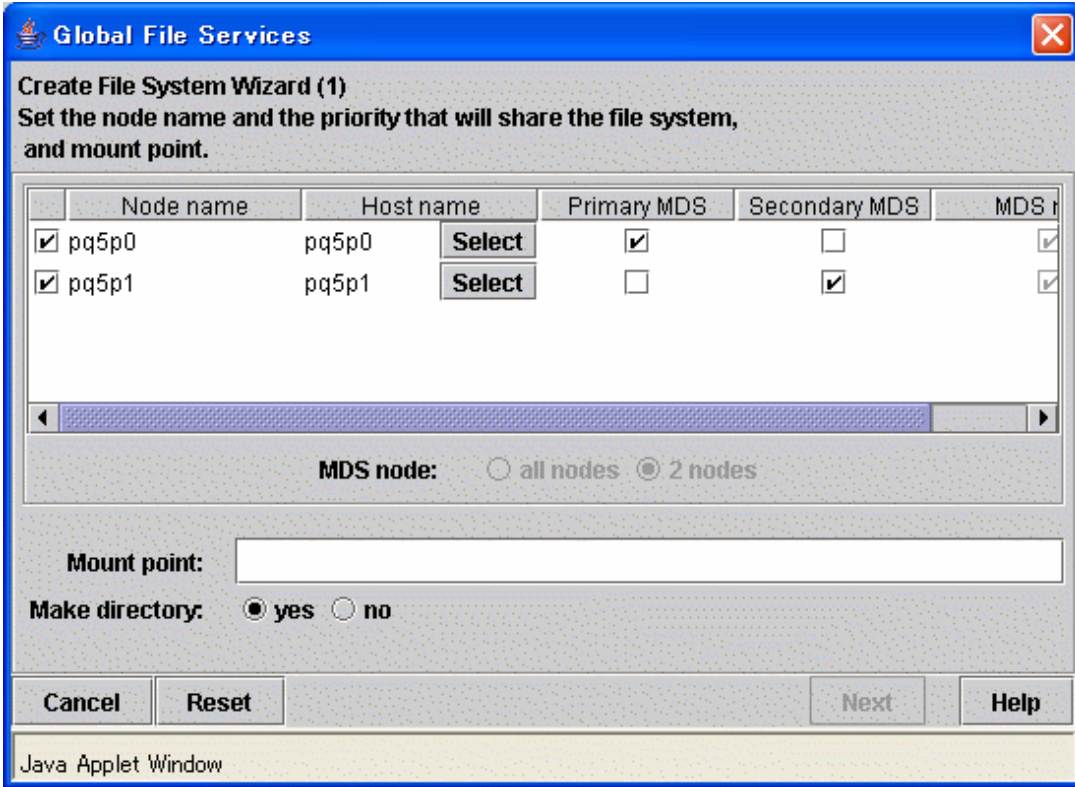 Global File Services
Create File System Wizard (1)
Set the node name and the priority that will share the file system,
and mount point.
Node name Host name Primary MDS Secondary MDS MDS
pq5p0 pq5p0 Select
pq5p1 pq5p1 Select
MDS node: all nodes 2 nodes
Mount point:
Make directory: yes no
Cancel Reset Next Help
Java Applet Window